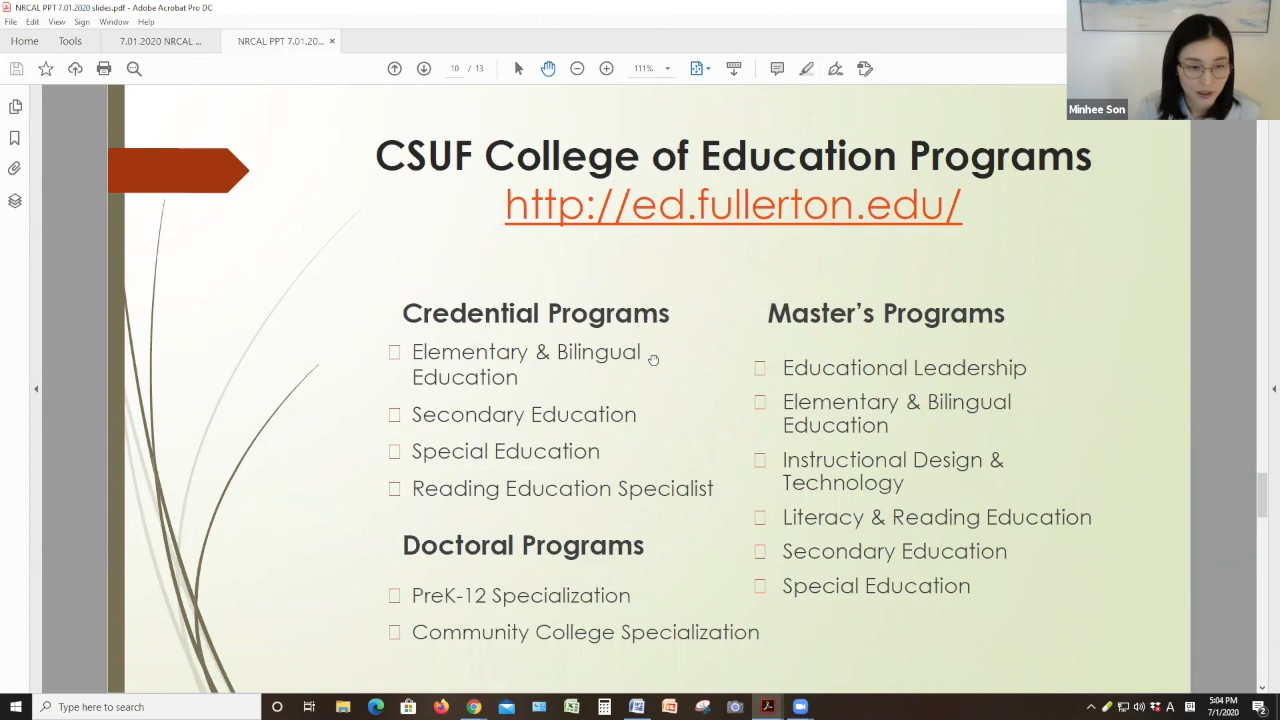 NRCAL PPT 7.01.2020 slides.pdf - Adobe Acrobat Pro DC
File Edit View Sign Window Help
Home Tools 7.01.2020 NRCAL ... NRCAL PPT 7.01.20... ×
10 / 13 111%
Minhee Son
CSUF College of Education Programs
http://ed.fullerton.edu/
Credential Programs
Elementary & Bilingual
Education
Secondary Education
Special Education
Reading Education Specialist
Doctoral Programs
PreK-12 Specialization
Community College Specialization
Master's Programs
Educational Leadership
Elementary & Bilingual
Education
Instructional Design &
Technology
Literacy & Reading Education
Secondary Education
Special Education
Type here to search
A
5:04 PM
7/1/2020
2